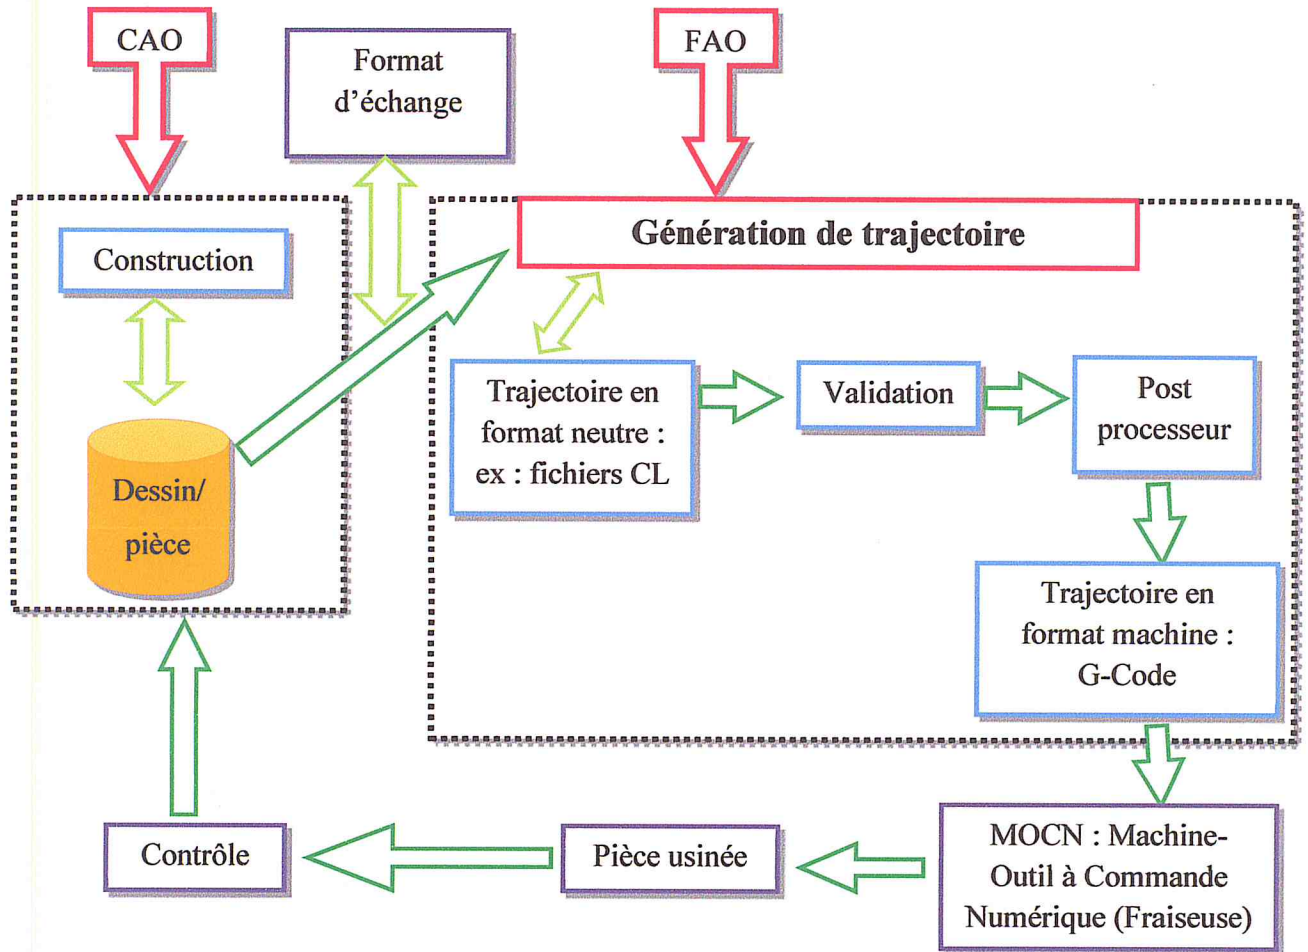 CAO
Format
d'échange
FAO
Construction
Dessin/
pièce
Génération de trajectoire
Trajectoire en
format neutre :
ex : fichiers CL
Validation
Post
processeur
Trajectoire en
format machine :
G-Code
MOCN : Machine-
Outil à Commande
Numérique (Fraiseuse)
Pièce usinée
Contrôle